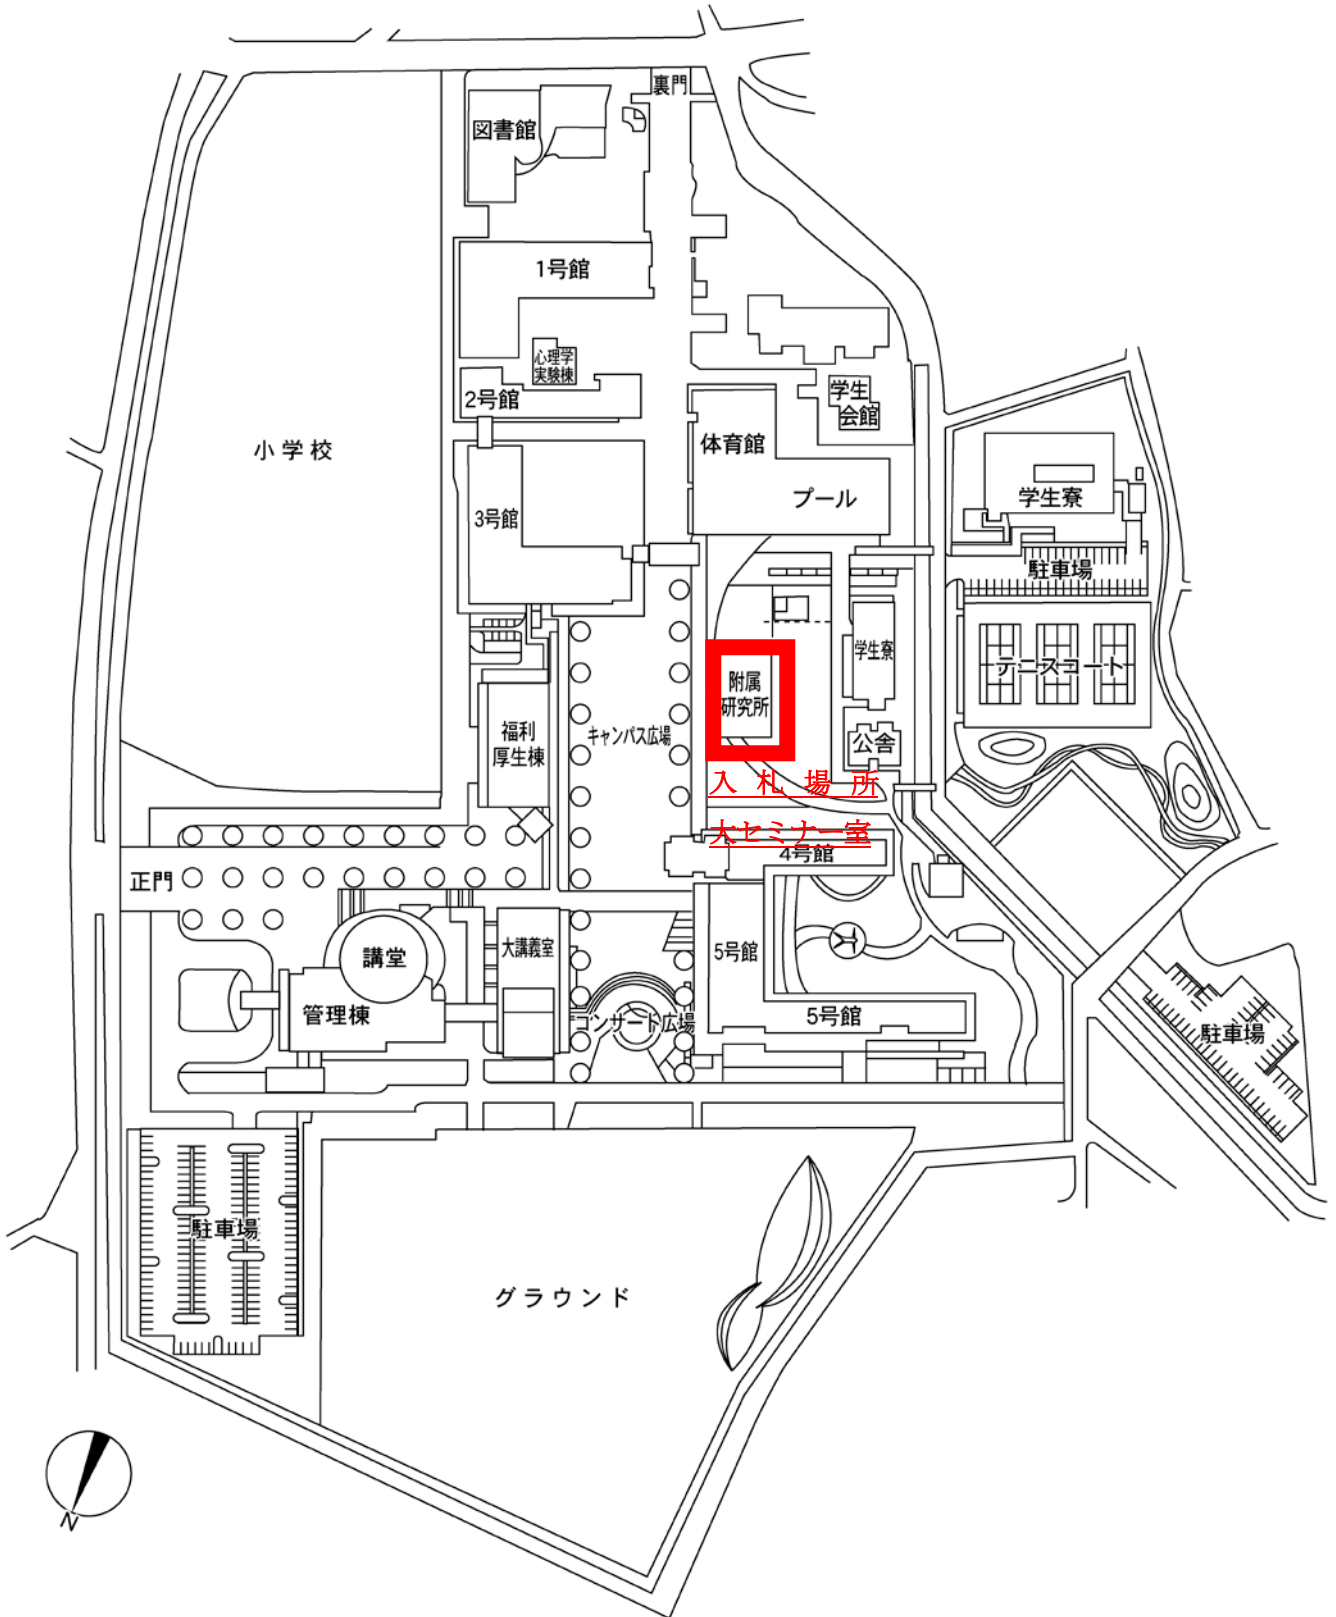 裏門
図書館
1号館
心理学
実験棟
2号館
学生
会館
体育館
小学校
プール
学生寮
3号館
駐車場
学生寮
テニスコート
附属
研究所
福利
厚生棟
キャンパス広場
公舎
入札場所
大セミナー室
4号館
正門
講堂
大講義室
5号館
管理棟
コンサート広場
5号館
駐車場
駐車場
グラウンド
N